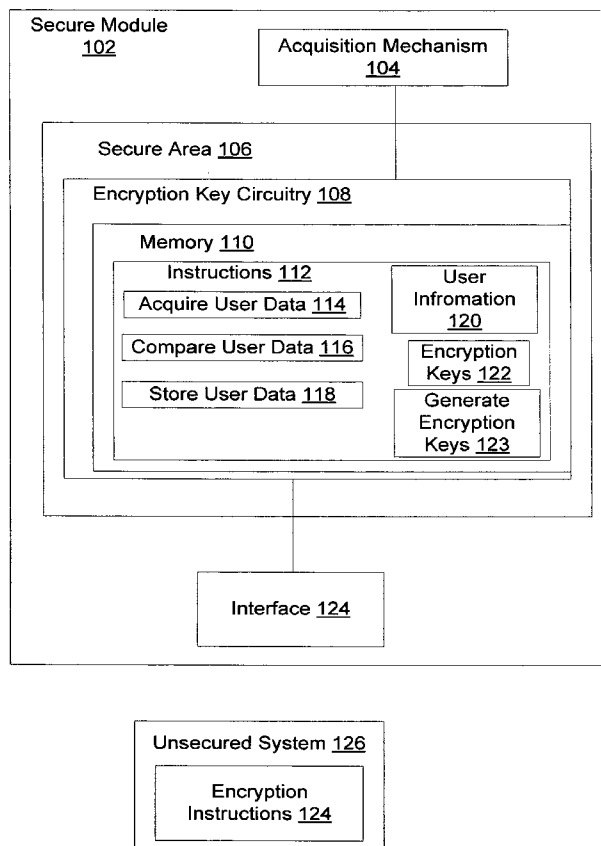 Secure Module
102
Acquisition Mechanism
104
Secure Area 106
Encryption Key Circuitry 108
Memory 110
Instructions 112
Acquire User Data 114
Compare User Data 116
Store User Data 118
User
Infromation
120
Encryption
Keys 122
Generate
Encryption
Keys 123
Interface 124
Unsecured System 126
Encryption
Instructions 124